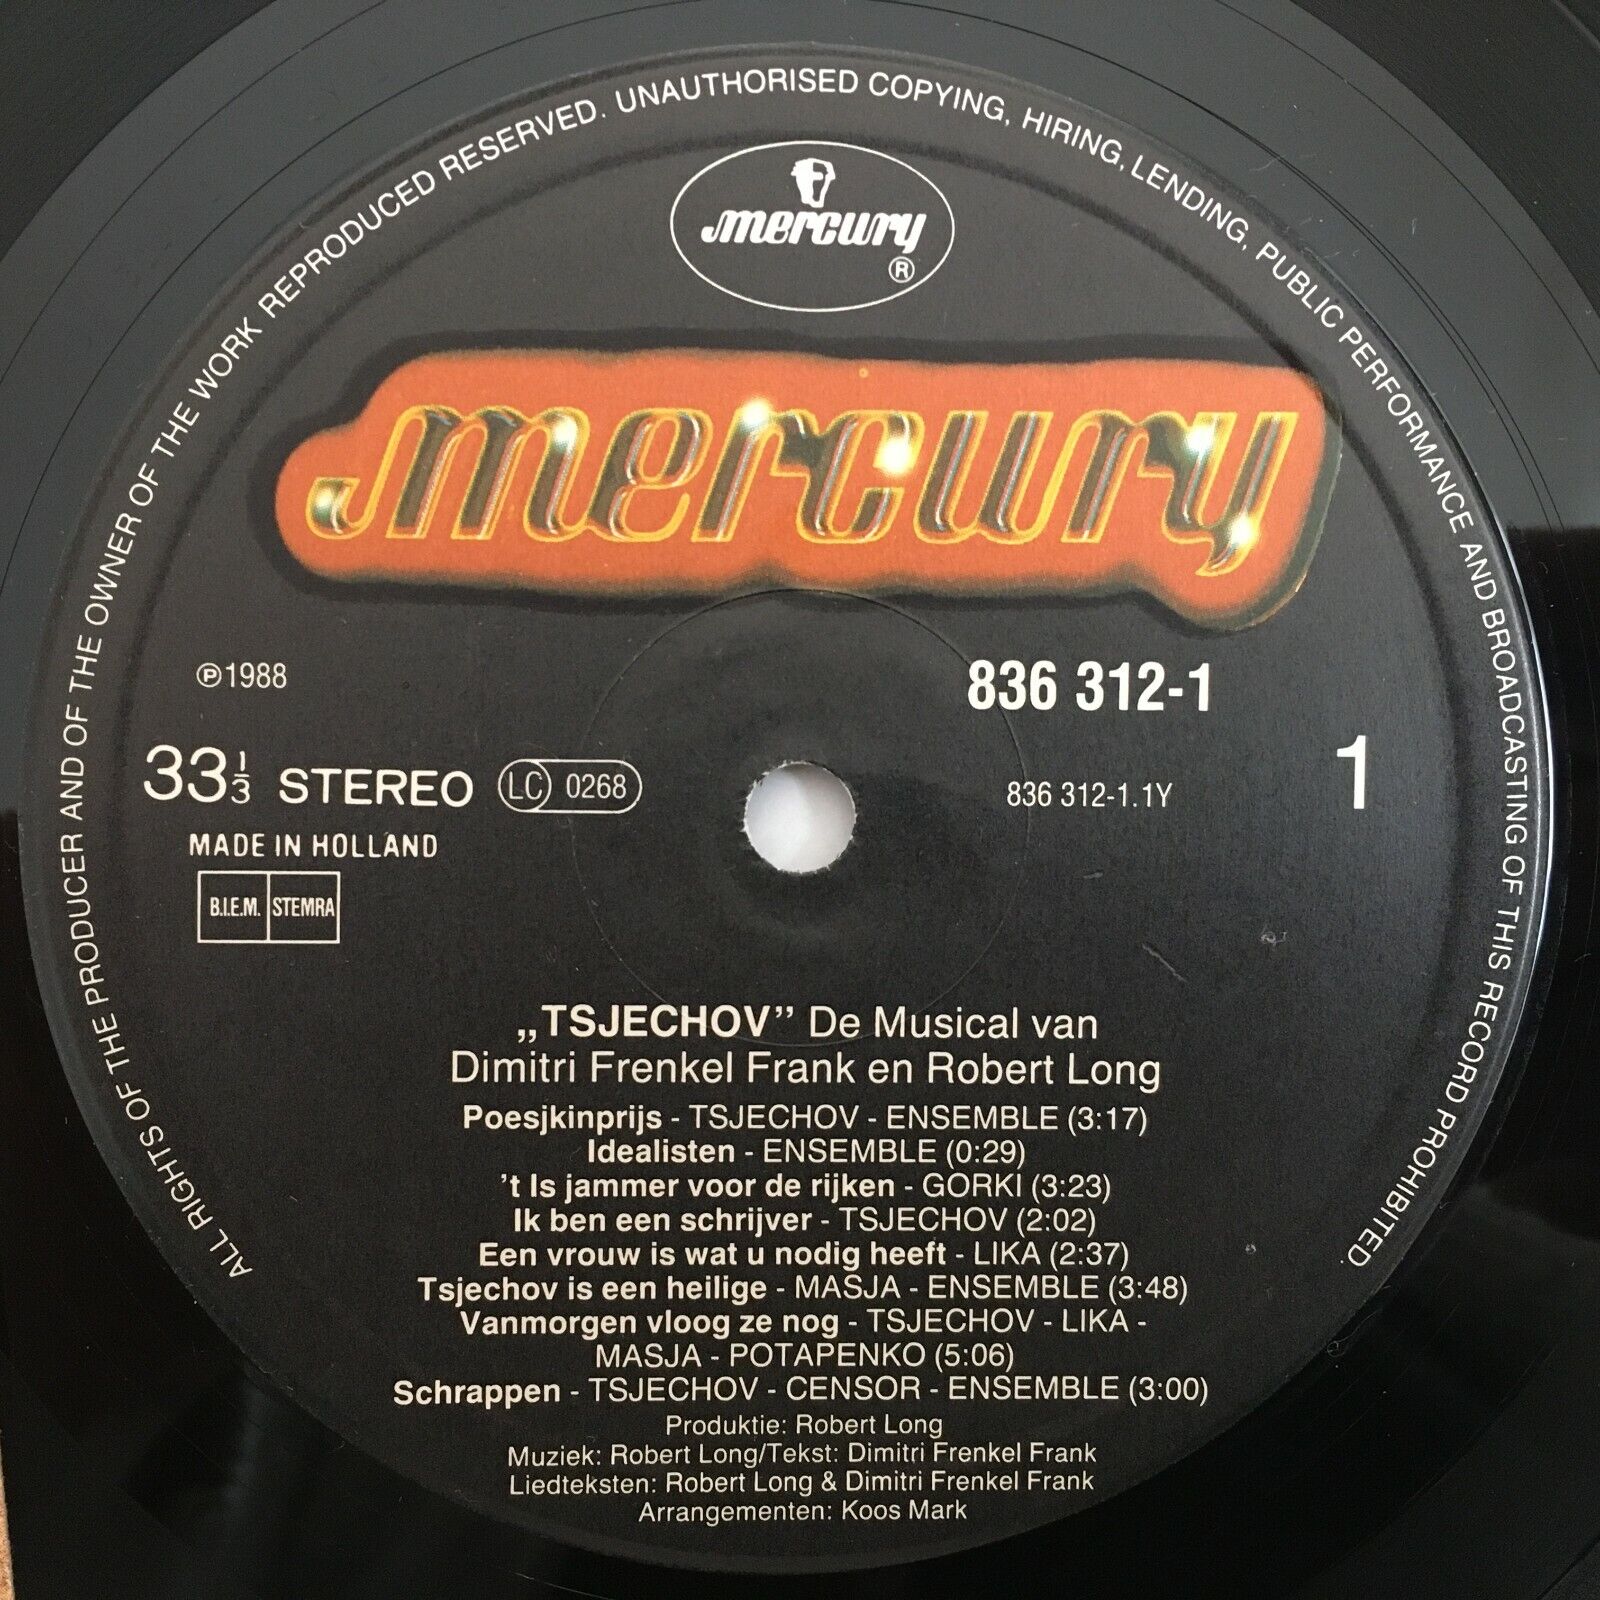 ALL RIGHTS OF THE PRODUCER AND OF THE OWNER OF THE WORK REPRODUCED RESERVED. UNAUTHORISED COPYING, HIRING, LENDING, PUBLIC PERFORMANCE AND BROADCASTING OF THIS RECORD PROHIBITED.
mercury
®
mercury
℗1988
836 312-1
33⅓ STEREO LC 0268
836 312-1.1Y
1
MADE IN HOLLAND
B.I.E.M. STEMRA
„TSJECHOV” De Musical van
Dimitri Frenkel Frank en Robert Long
Poesjkinprijs - TSJECHOV - ENSEMBLE (3:17)
Idealisten - ENSEMBLE (0:29)
’t Is jammer voor de rijken - GORKI (3:23)
Ik ben een schrijver - TSJECHOV (2:02)
Een vrouw is wat u nodig heeft - LIKA (2:37)
Tsjechov is een heilige - MASJA - ENSEMBLE (3:48)
Vanmorgen vloog ze nog - TSJECHOV - LIKA -
MASJA - POTAPENKO (5:06)
Schrappen - TSJECHOV - CENSOR - ENSEMBLE (3:00)
Produktie: Robert Long
Muziek: Robert Long/Tekst: Dimitri Frenkel Frank
Liedteksten: Robert Long & Dimitri Frenkel Frank
Arrangementen: Koos Mark